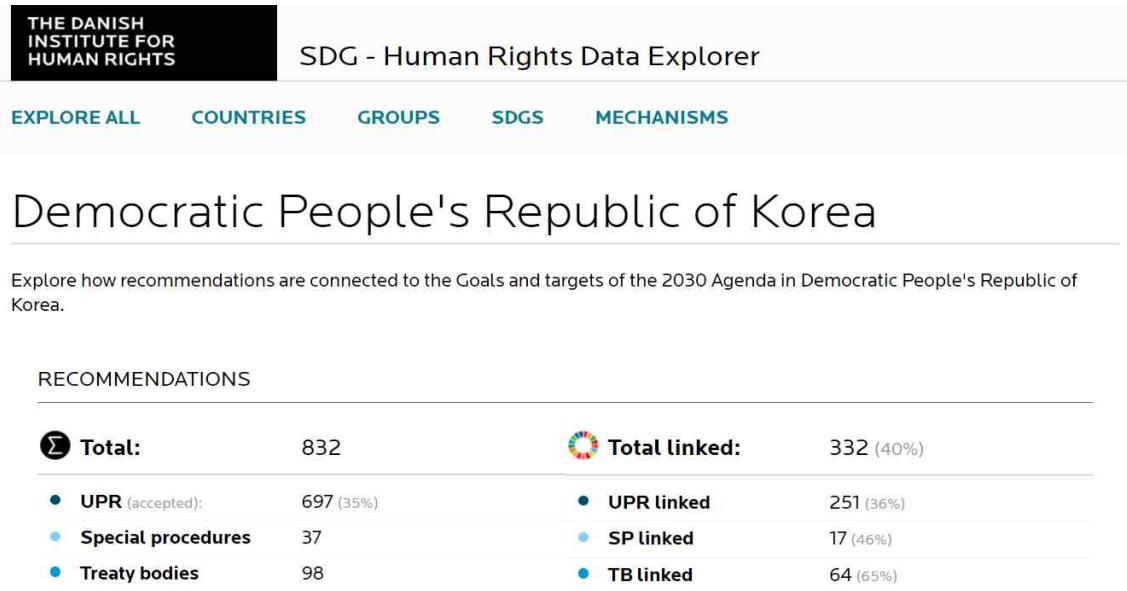 THE DANISH
INSTITUTE FOR
HUMAN RIGHTS
SDG - Human Rights Data Explorer
EXPLORE ALL COUNTRIES GROUPS SDGS MECHANISMS
Democratic People's Republic of Korea
Explore how recommendations are connected to the Goals and targets of the 2030 Agenda in Democratic People's Republic of
Korea.
RECOMMENDATIONS
Σ Total: 832 Total linked: 332 (40%)
UPR (accepted): 697 (35%) UPR linked 251 (36%)
Special procedures 37 SP linked 17 (46%)
Treaty bodies 98 TB linked 64 (65%)